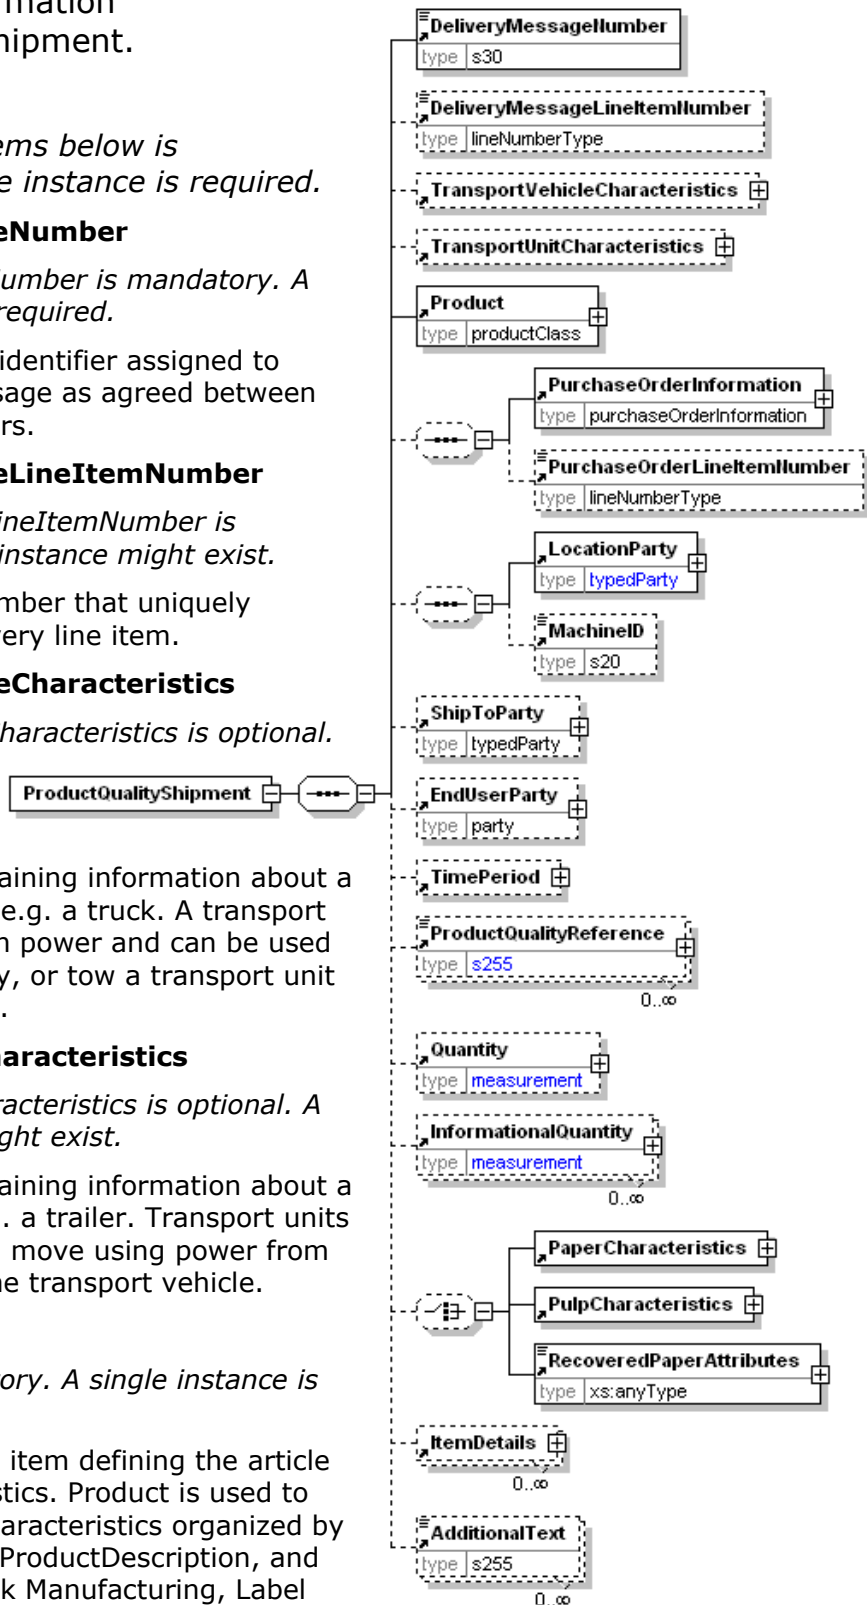 rmation
hipment.
ems below is
e instance is required.
eNumber
Number is mandatory. A
required.
identifier assigned to
sage as agreed between
rs.
eLineItemNumber
LineItemNumber is
instance might exist.
mber that uniquely
very line item.
eCharacteristics
Characteristics is optional.
aining information about a
e.g. a truck. A transport
n power and can be used
y, or tow a transport unit
.
haracteristics
racteristics is optional. A
ght exist.
aining information about a
. a trailer. Transport units
move using power from
he transport vehicle.
tory. A single instance is
item defining the article
stics. Product is used to
aracteristics organized by
ProductDescription, and
k Manufacturing, Label
ProductQualityShipment
DeliveryMessageNumber
type s30
DeliveryMessageLineItemNumber
type lineNumberType
TransportVehicleCharacteristics
TransportUnitCharacteristics
Product
type productClass
PurchaseOrderInformation
type purchaseOrderInformation
PurchaseOrderLineItemNumber
type lineNumberType
LocationParty
type typedParty
MachineID
type s20
ShipToParty
type typedParty
EndUserParty
type party
TimePeriod
ProductQualityReference
type s255
0..∞
Quantity
type measurement
InformationalQuantity
type measurement
0..∞
PaperCharacteristics
PulpCharacteristics
RecoveredPaperAttributes
type xs:anyType
ItemDetails
0..∞
AdditionalText
type s255
0..∞